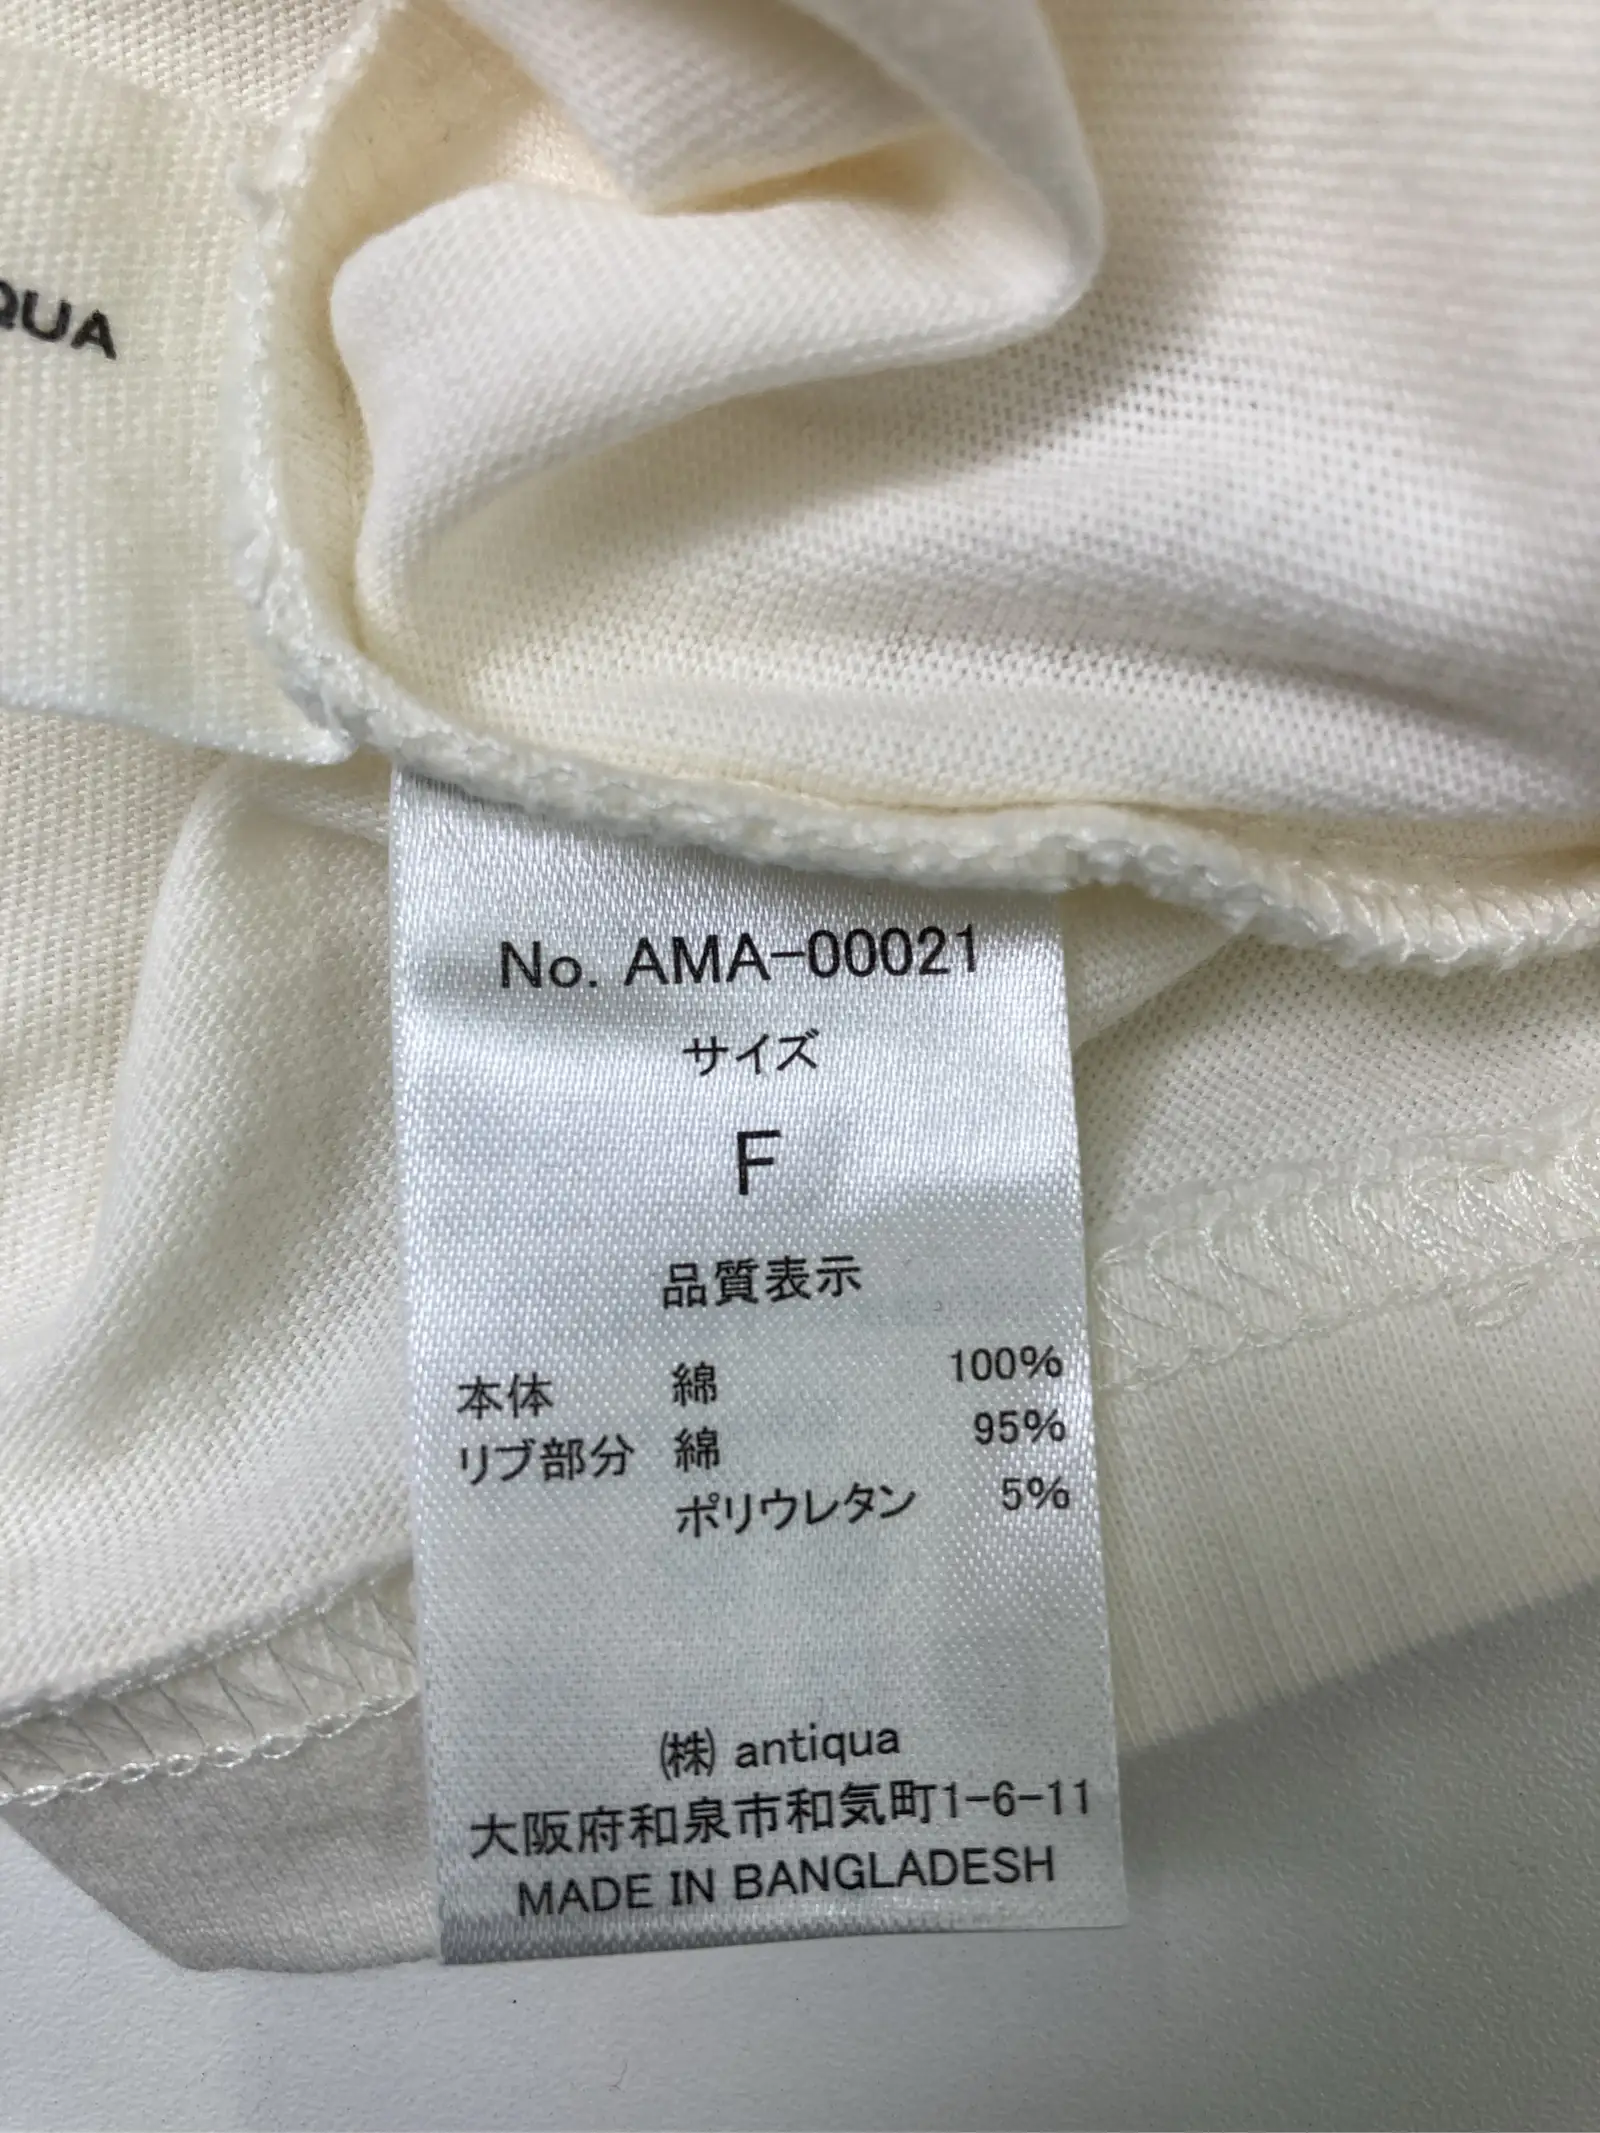 QUA
No. AMA-00021
サイズ
F
品質表示
本体 綿 100%
リブ部分 綿 95%
ポリウレタン 5%
㈱ antiqua
大阪府和泉市和気町1-6-11
MADE IN BANGLADESH